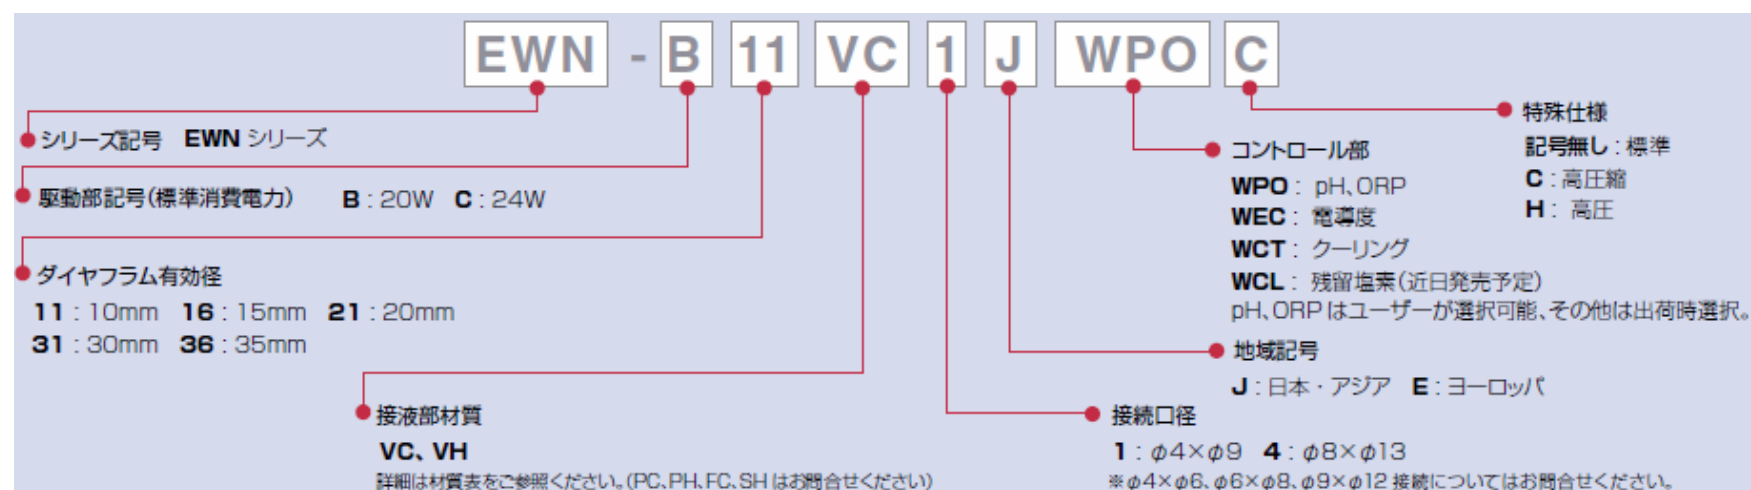 EWN - B 11 VC 1 J WPO C
シリーズ記号 EWN シリーズ
駆動部記号(標準消費電力) B : 20W C : 24W
ダイヤフラム有効径
11 : 10mm 16 : 15mm 21 : 20mm
31 : 30mm 36 : 35mm
接液部材質
VC、VH
詳細は材質表をご参照ください。(PC、PH、FC、SH はお問合せください)
特殊仕様
記号無し : 標準
C : 高圧縮
H : 高圧
コントロール部
WPO : pH、ORP
WEC : 電導度
WCT : クーリング
WCL : 残留塩素(近日発売予定)
pH、ORP はユーザーが選択可能、その他は出荷時選択。
地域記号
J : 日本・アジア E : ヨーロッパ
接続口径
1 : φ4×φ9 4 : φ8×φ13
※φ4×φ6、φ6×φ8、φ9×φ12 接続についてはお問合せください。